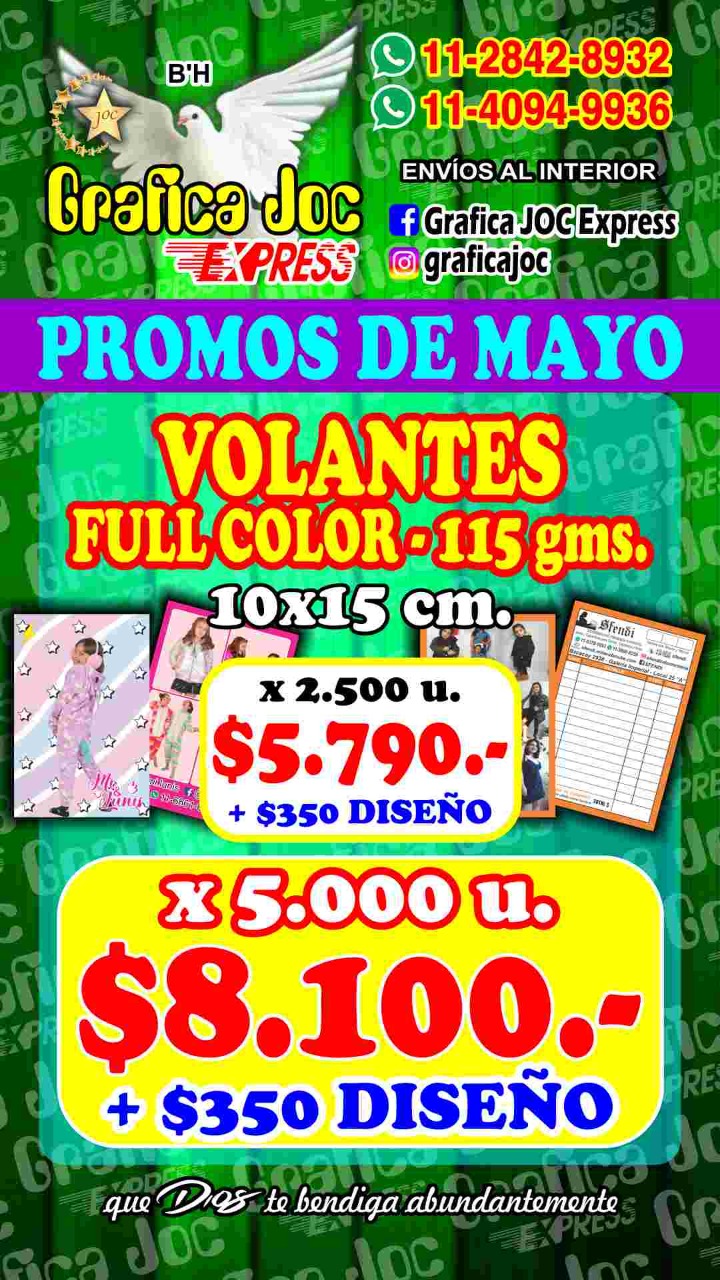 B'H
JOC
Grafica Joc
EXPRESS
11-2842-8932
11-4094-9936
ENVÍOS AL INTERIOR
Grafica JOC Express
graficajoc
PROMOS DE MAYO
VOLANTES
FULL COLOR - 115 gms.
10x15 cm.
Sfendi
x 2.500 u.
$5.790.-
+ $350 DISEÑO
x 5.000 u.
$8.100.-
+ $350 DISEÑO
que Dios te bendiga abundantemente